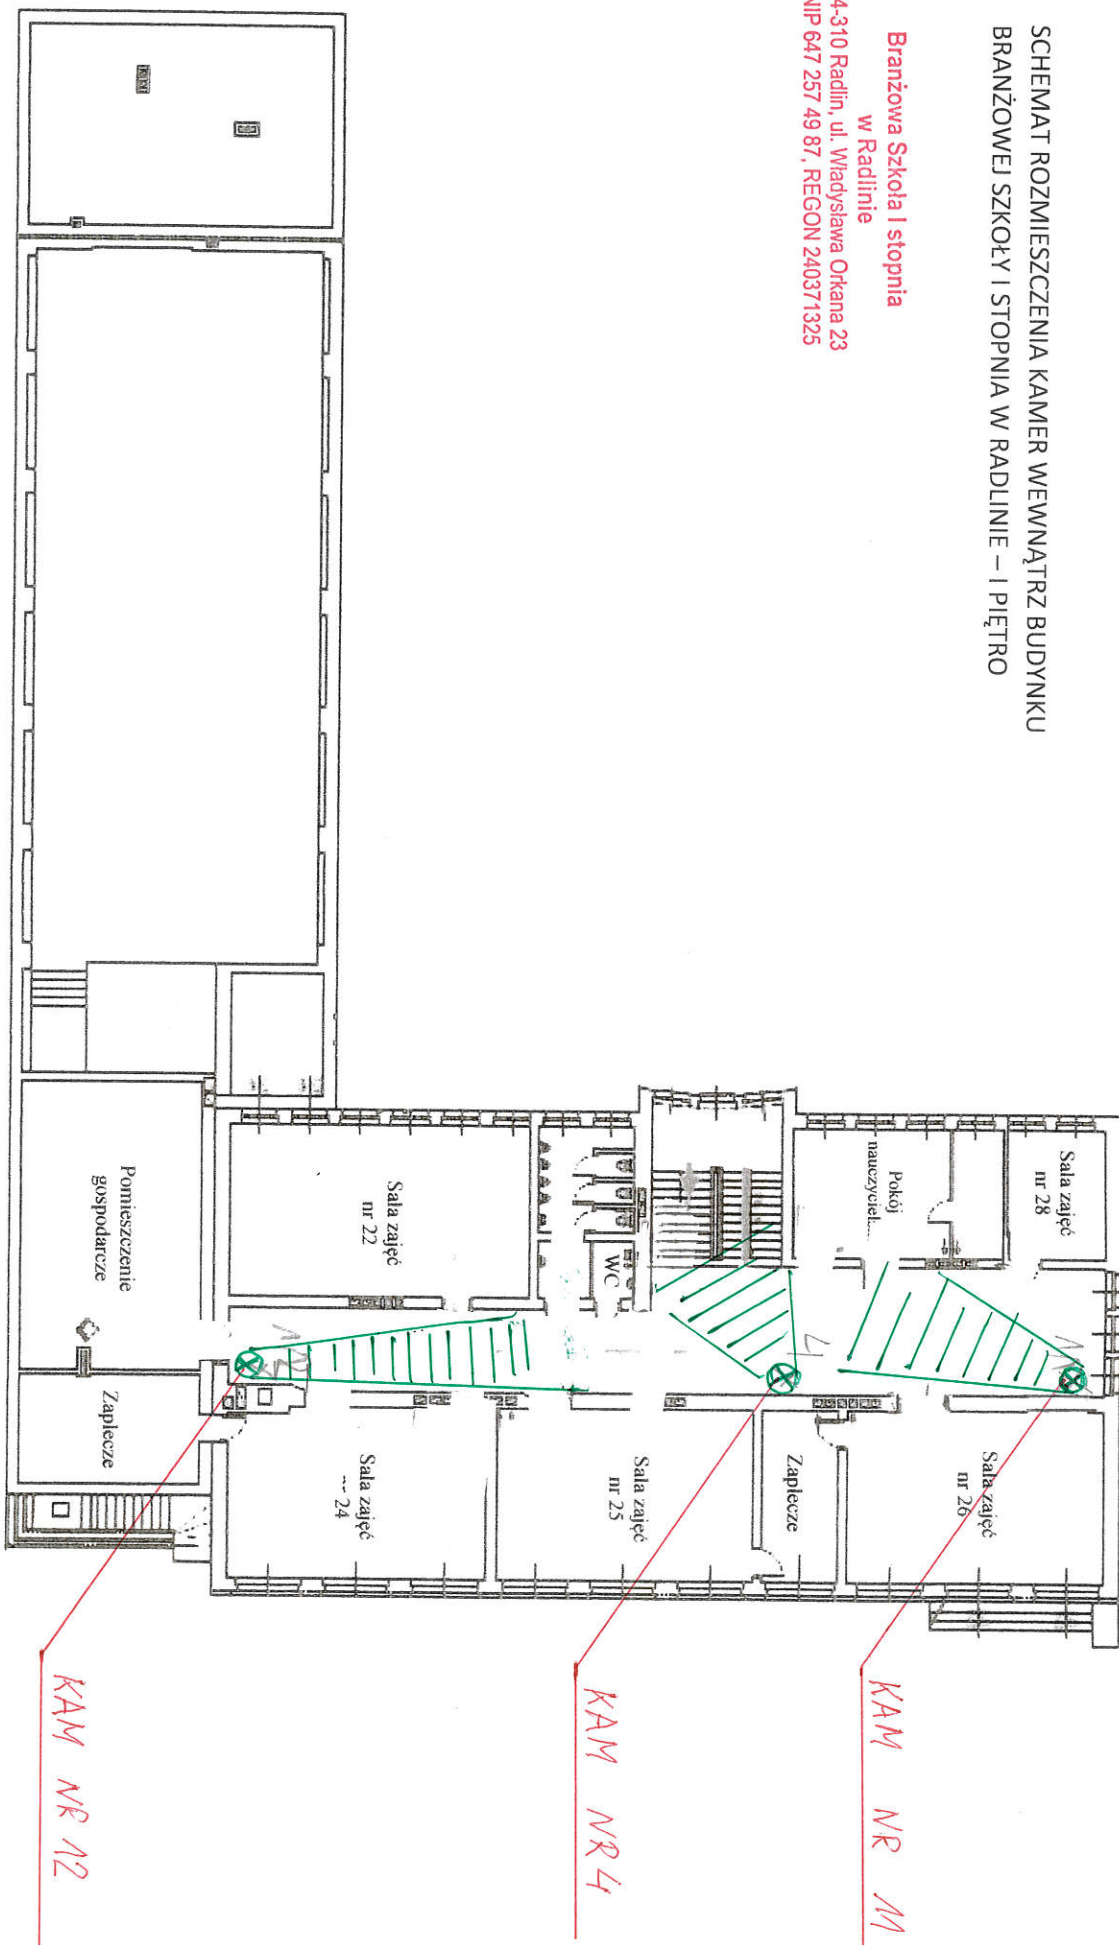 SCHEMAT ROZMIESZCZENIA KAMER WEWNĄTRZ BUDYNKU
BRANŻOWEJ SZKOŁY I STOPNIA W RADLINIE – I PIĘTRO
Branżowa Szkoła I stopnia
w Radlinie
4-310 Radlin, ul. Władysława Orkana 23
NIP 647 257 49 87, REGON 240371325
Sala zajęć
nr 28
Pokój
nauczyciel...
WC
Sala zajęć
nr 22
Pomieszczenie
gospodarcze
Zaplecze
Sala zajęć
24
Sala zajęć
nr 25
Zaplecze
Sala zajęć
nr 26
11
4
12
KAM NR 11
KAM NR 4
KAM NR 12